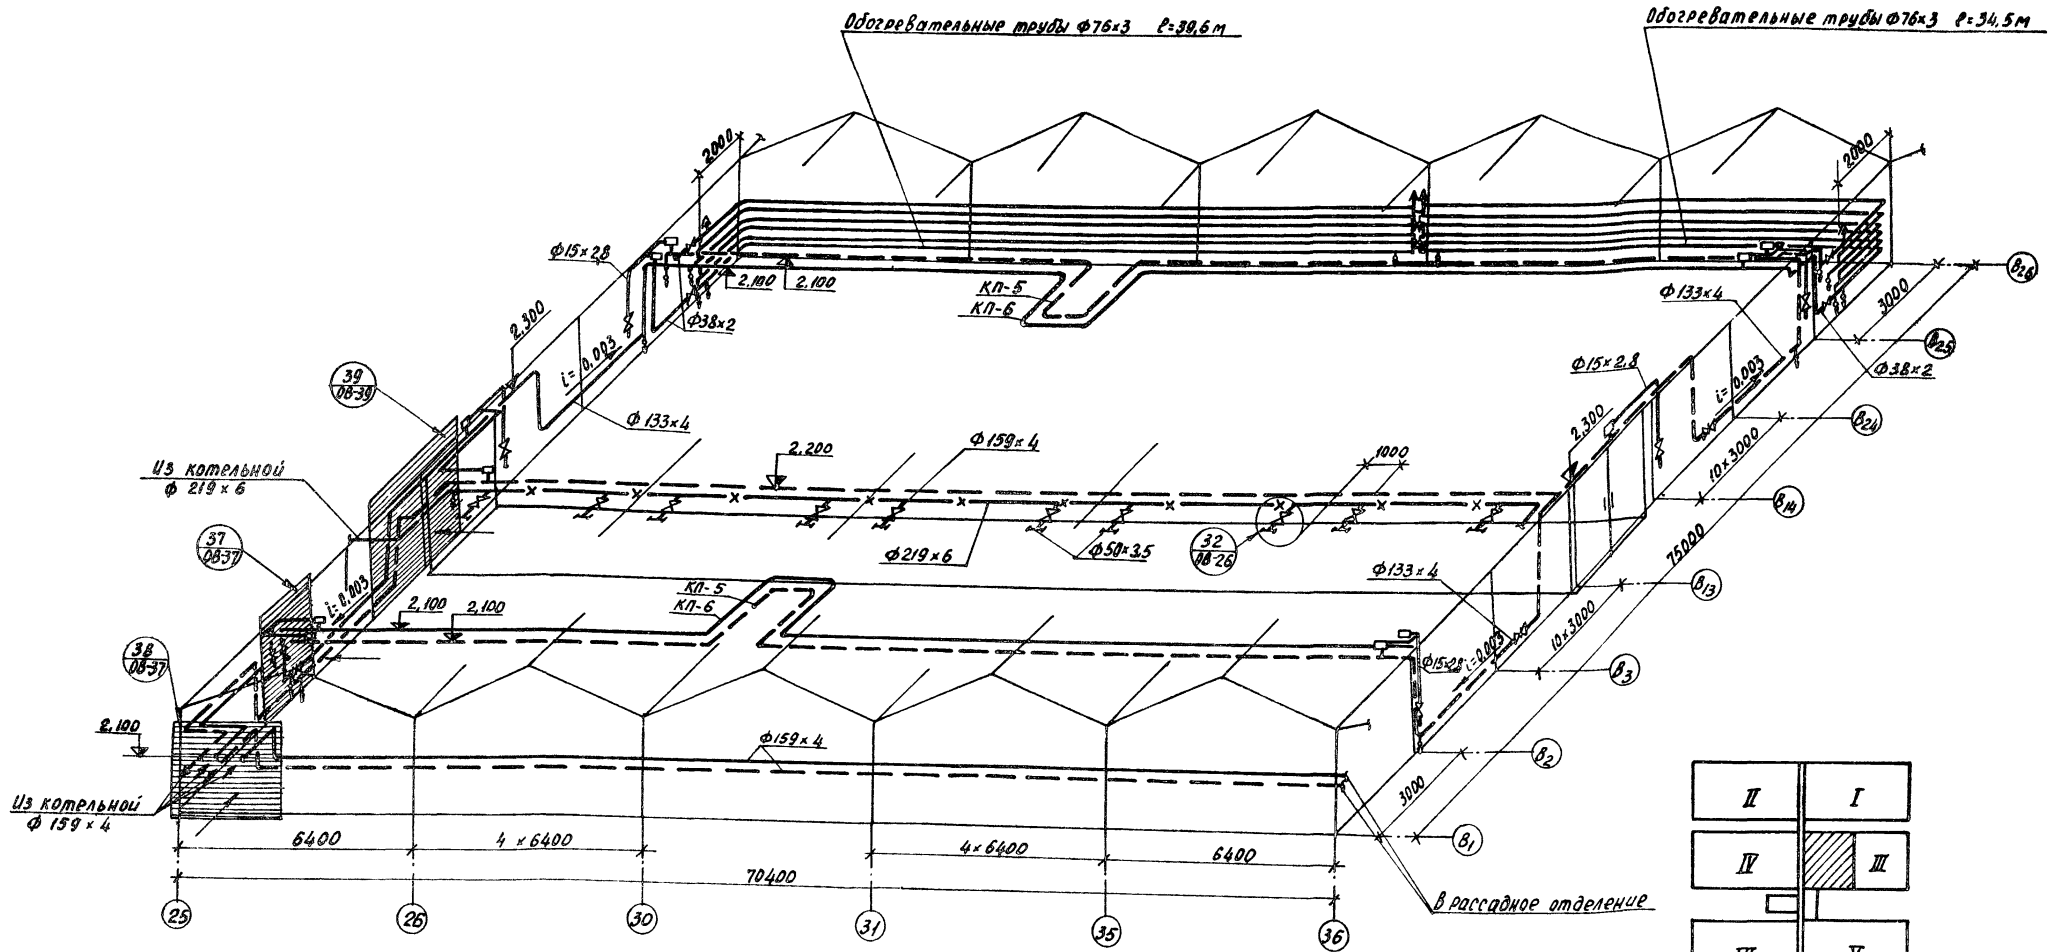 Обогревательные трубы ф76×3 ℓ=39,6м
Обогревательные трубы ф76×3 ℓ=34,5м
2000
2000
ф15×2,8
2,100
2,100
ф38×2
КП-5
КП-6
ф133×4
3000
В26
В25
ф38×2
2,300
i=0,003
39
ОВ-39
ф133×4
ф15×2,8
i=0,003
2,300
В24
10×3000
Из котельной
ф 219×6
2,200
ф159×4
1000
В14
37
ОВ-37
ф219×6
ф50×3,5
32
ОВ-26
75000
ф133×4
В13
i=0,003
КП-5
КП-6
2,100
2,100
10×3000
38
ОВ-37
ф15×2,8
i=0,003
В3
2,100
ф159×4
В2
3000
Из котельной
ф 159×4
В1
6400
4×6400
4×6400
6400
70400
В рассадное отделение
25
26
30
31
35
36
II
I
IV
III
V